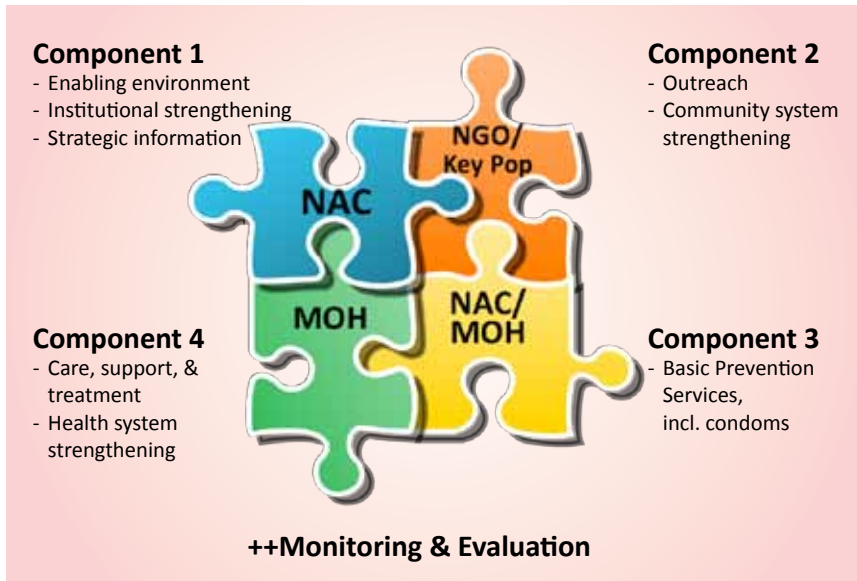 Component 1
- Enabling environment
- Institutional strengthening
- Strategic information
Component 2
- Outreach
- Community system
strengthening
NAC
NGO/
Key Pop
MOH
NAC/
MOH
Component 4
- Care, support, &
treatment
- Health system
strengthening
Component 3
- Basic Prevention
Services,
incl. condoms
++Monitoring & Evaluation